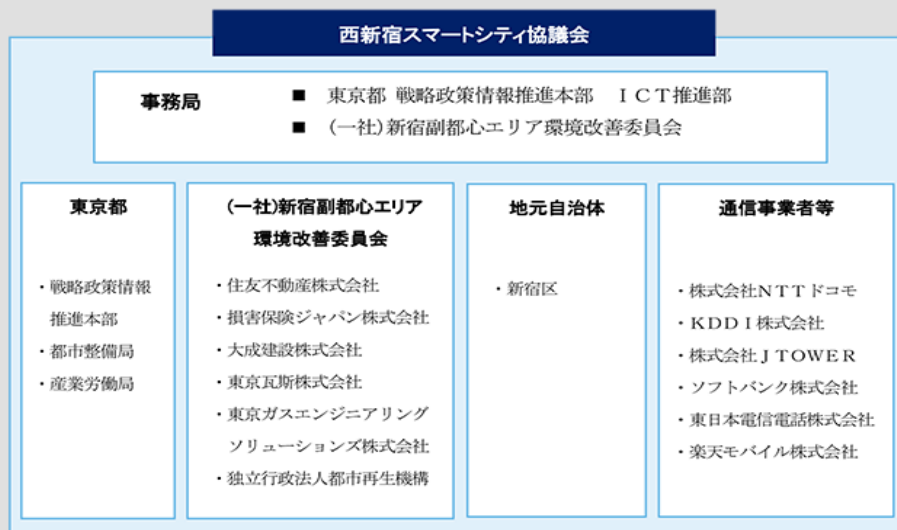 西新宿スマートシティ協議会
事務局
■ 東京都 戦略政策情報推進本部 ＩＣＴ推進部
■ (一社)新宿副都心エリア環境改善委員会
東京都
・戦略政策情報
推進本部
・都市整備局
・産業労働局
(一社)新宿副都心エリア
環境改善委員会
・住友不動産株式会社
・損害保険ジャパン株式会社
・大成建設株式会社
・東京瓦斯株式会社
・東京ガスエンジニアリング
ソリューションズ株式会社
・独立行政法人都市再生機構
地元自治体
・新宿区
通信事業者等
・株式会社ＮＴＴドコモ
・ＫＤＤＩ株式会社
・株式会社ＪＴＯＷＥＲ
・ソフトバンク株式会社
・東日本電信電話株式会社
・楽天モバイル株式会社